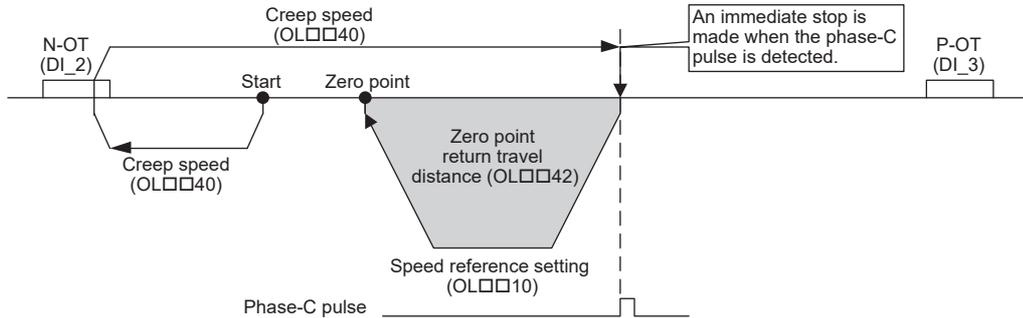 Creep speed
(OL□□40)
An immediate stop is
made when the phase-C
pulse is detected.
N-OT
(DI_2)
P-OT
(DI_3)
Start
Zero point
Creep speed
(OL□□40)
Zero point
return travel
distance (OL□□42)
Speed reference setting
(OL□□10)
Phase-C pulse